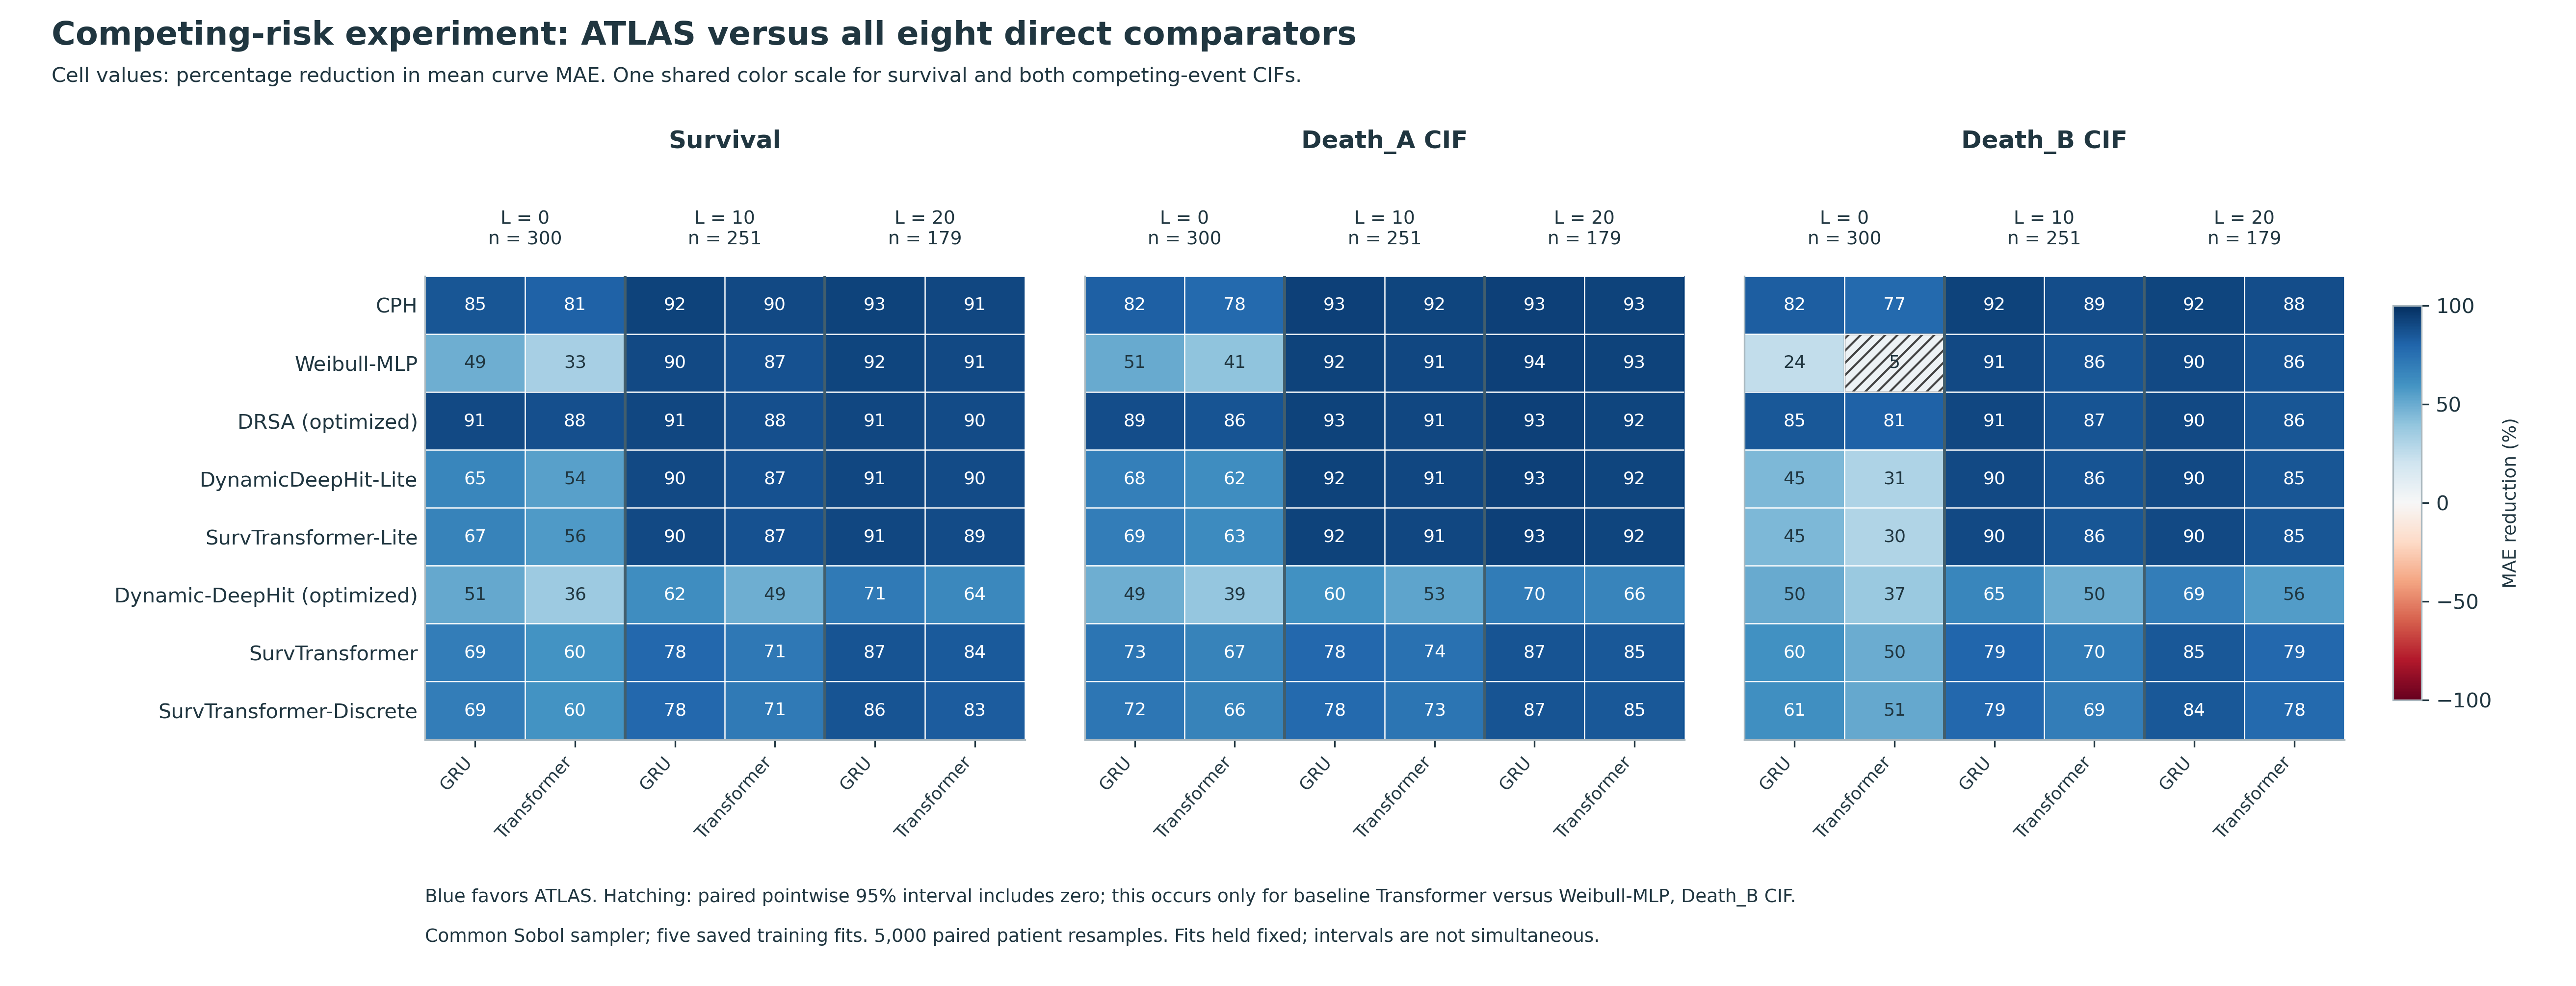 Competing-risk experiment: ATLAS versus all eight direct comparators
Cell values: percentage reduction in mean curve MAE. One shared color scale for survival and both competing-event CIFs.
Survival
Death_A CIF
Death_B CIF
L = 0 L = 10 L = 20 L = 0 L = 10 L = 20 L = 0 L = 10 L = 20
n = 300 n = 251 n = 179 n = 300 n = 251 n = 179 n = 300 n = 251 n = 179
CPH 85 81 92 90 93 91 82 78 93 92 93 93 82 77 92 89 92 88
Weibull-MLP 49 33 90 87 92 91 51 41 92 91 94 93 24 5 91 86 90 86
DRSA (optimized) 91 88 91 88 91 90 89 86 93 91 93 92 85 81 91 87 90 86
DynamicDeepHit-Lite 65 54 90 87 91 90 68 62 92 91 93 92 45 31 90 86 90 85
SurvTransformer-Lite 67 56 90 87 91 89 69 63 92 91 93 92 45 30 90 86 90 85
Dynamic-DeepHit (optimized) 51 36 62 49 71 64 49 39 60 53 70 66 50 37 65 50 69 56
SurvTransformer 69 60 78 71 87 84 73 67 78 74 87 85 60 50 79 70 85 79
SurvTransformer-Discrete 69 60 78 71 86 83 72 66 78 73 87 85 61 51 79 69 84 78
GRU Transformer GRU Transformer GRU Transformer GRU Transformer GRU Transformer GRU Transformer GRU Transformer GRU Transformer GRU Transformer
100
50
0
−50
−100
MAE reduction (%)
Blue favors ATLAS. Hatching: paired pointwise 95% interval includes zero; this occurs only for baseline Transformer versus Weibull-MLP, Death_B CIF.
Common Sobol sampler; five saved training fits. 5,000 paired patient resamples. Fits held fixed; intervals are not simultaneous.